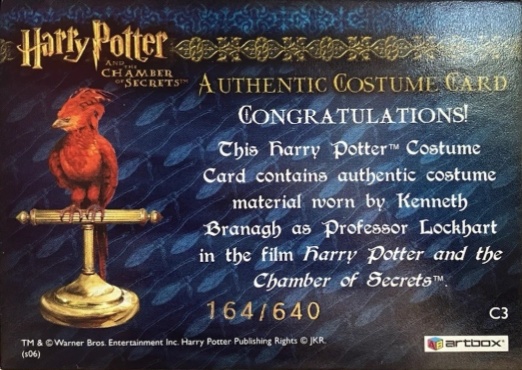 Harry Potter
AND THE
CHAMBER
OF SECRETS™
AUTHENTIC COSTUME CARD
CONGRATULATIONS!
This Harry Potter™ Costume
Card contains authentic costume
material worn by Kenneth
Branagh as Professor Lockhart
in the film Harry Potter and the
Chamber of Secrets™.
164/640
C3
TM & © Warner Bros. Entertainment Inc. Harry Potter Publishing Rights © JKR.
(s06)
artbox